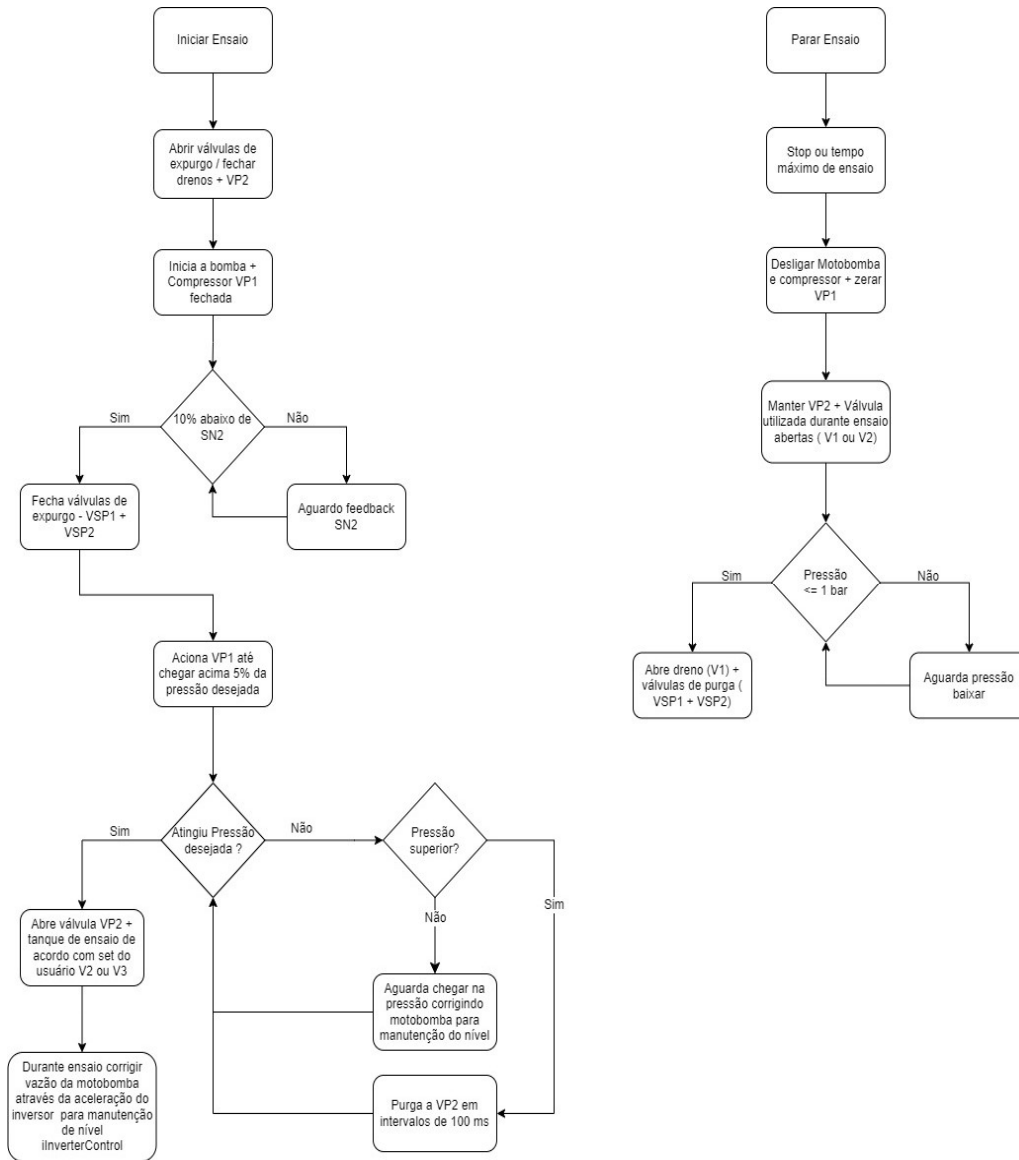 Iniciar Ensaio
Abrir válvulas de
expurgo / fechar
drenos + VP2
Inicia a bomba +
Compressor VP1
fechada
Sim
10% abaixo de
SN2
Não
Fecha válvulas de
expurgo - VSP1 +
VSP2
Aguardo feedback
SN2
Aciona VP1 até
chegar acima 5% da
pressão desejada
Sim
Atingiu Pressão
desejada ?
Não
Pressão
superior?
Sim
Não
Abre válvula VP2 +
tanque de ensaio de
acordo com set do
usuário V2 ou V3
Aguarda chegar na
pressão corrigindo
motobomba para
manutenção do nível
Durante ensaio corrigir
vazão da motobomba
através da aceleração do
inversor para manutenção
de nível
iInverterControl
Purga a VP2 em
intervalos de 100 ms
Parar Ensaio
Stop ou tempo
máximo de ensaio
Desligar Motobomba
e compressor + zerar
VP1
Manter VP2 + Válvula
utilizada durante ensaio
abertas ( V1 ou V2)
Sim
Pressão
<= 1 bar
Não
Abre dreno (V1) +
válvulas de purga (
VSP1 + VSP2)
Aguarda pressão
baixar